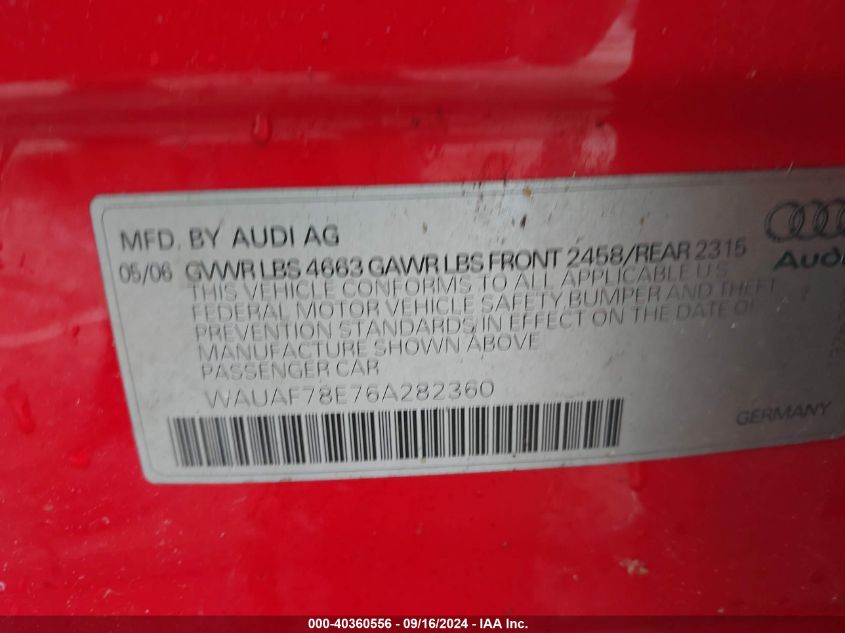 MFD. BY AUDI AG
05/06 GVWR LBS 4663 GAWR LBS FRONT 2458/REAR 2315
THIS VEHICLE CONFORMS TO ALL APPLICABLE US
FEDERAL MOTOR VEHICLE SAFETY, BUMPER AND THEFT
PREVENTION STANDARDS IN EFFECT ON THE DATE OF
MANUFACTURE SHOWN ABOVE
PASSENGER CAR
WAUAF78E76A282360
Audi
GERMANY
000-40360556 - 09/16/2024 - IAA Inc.